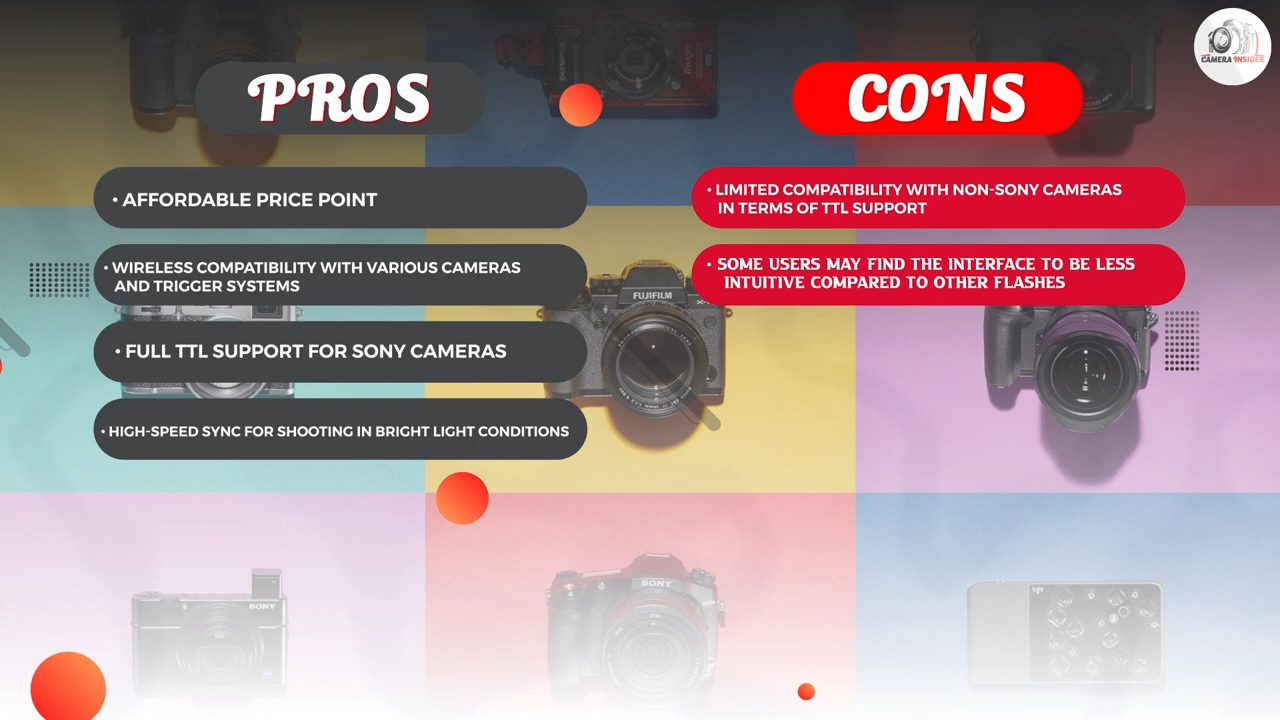 PROS
• AFFORDABLE PRICE POINT
• WIRELESS COMPATIBILITY WITH VARIOUS CAMERAS
AND TRIGGER SYSTEMS
• FULL TTL SUPPORT FOR SONY CAMERAS
• HIGH-SPEED SYNC FOR SHOOTING IN BRIGHT LIGHT CONDITIONS
CONS
• LIMITED COMPATIBILITY WITH NON-SONY CAMERAS
IN TERMS OF TTL SUPPORT
• SOME USERS MAY FIND THE INTERFACE TO BE LESS
INTUITIVE COMPARED TO OTHER FLASHES
CAMERA INSIDER
OLYMPUS
Tough
FUJIFILM
SONY
SONY
light